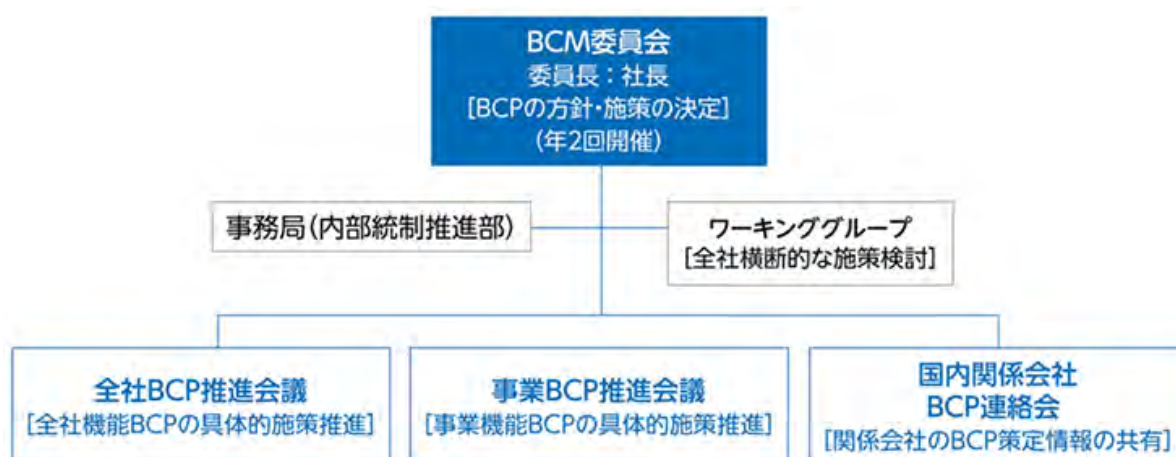 BCM委員会
委員長：社長
[BCPの方針・施策の決定]
(年2回開催)
事務局(内部統制推進部)
ワーキンググループ
[全社横断的な施策検討]
全社BCP推進会議
[全社機能BCPの具体的施策推進]
事業BCP推進会議
[事業機能BCPの具体的施策推進]
国内関係会社
BCP連絡会
[関係会社のBCP策定情報の共有]